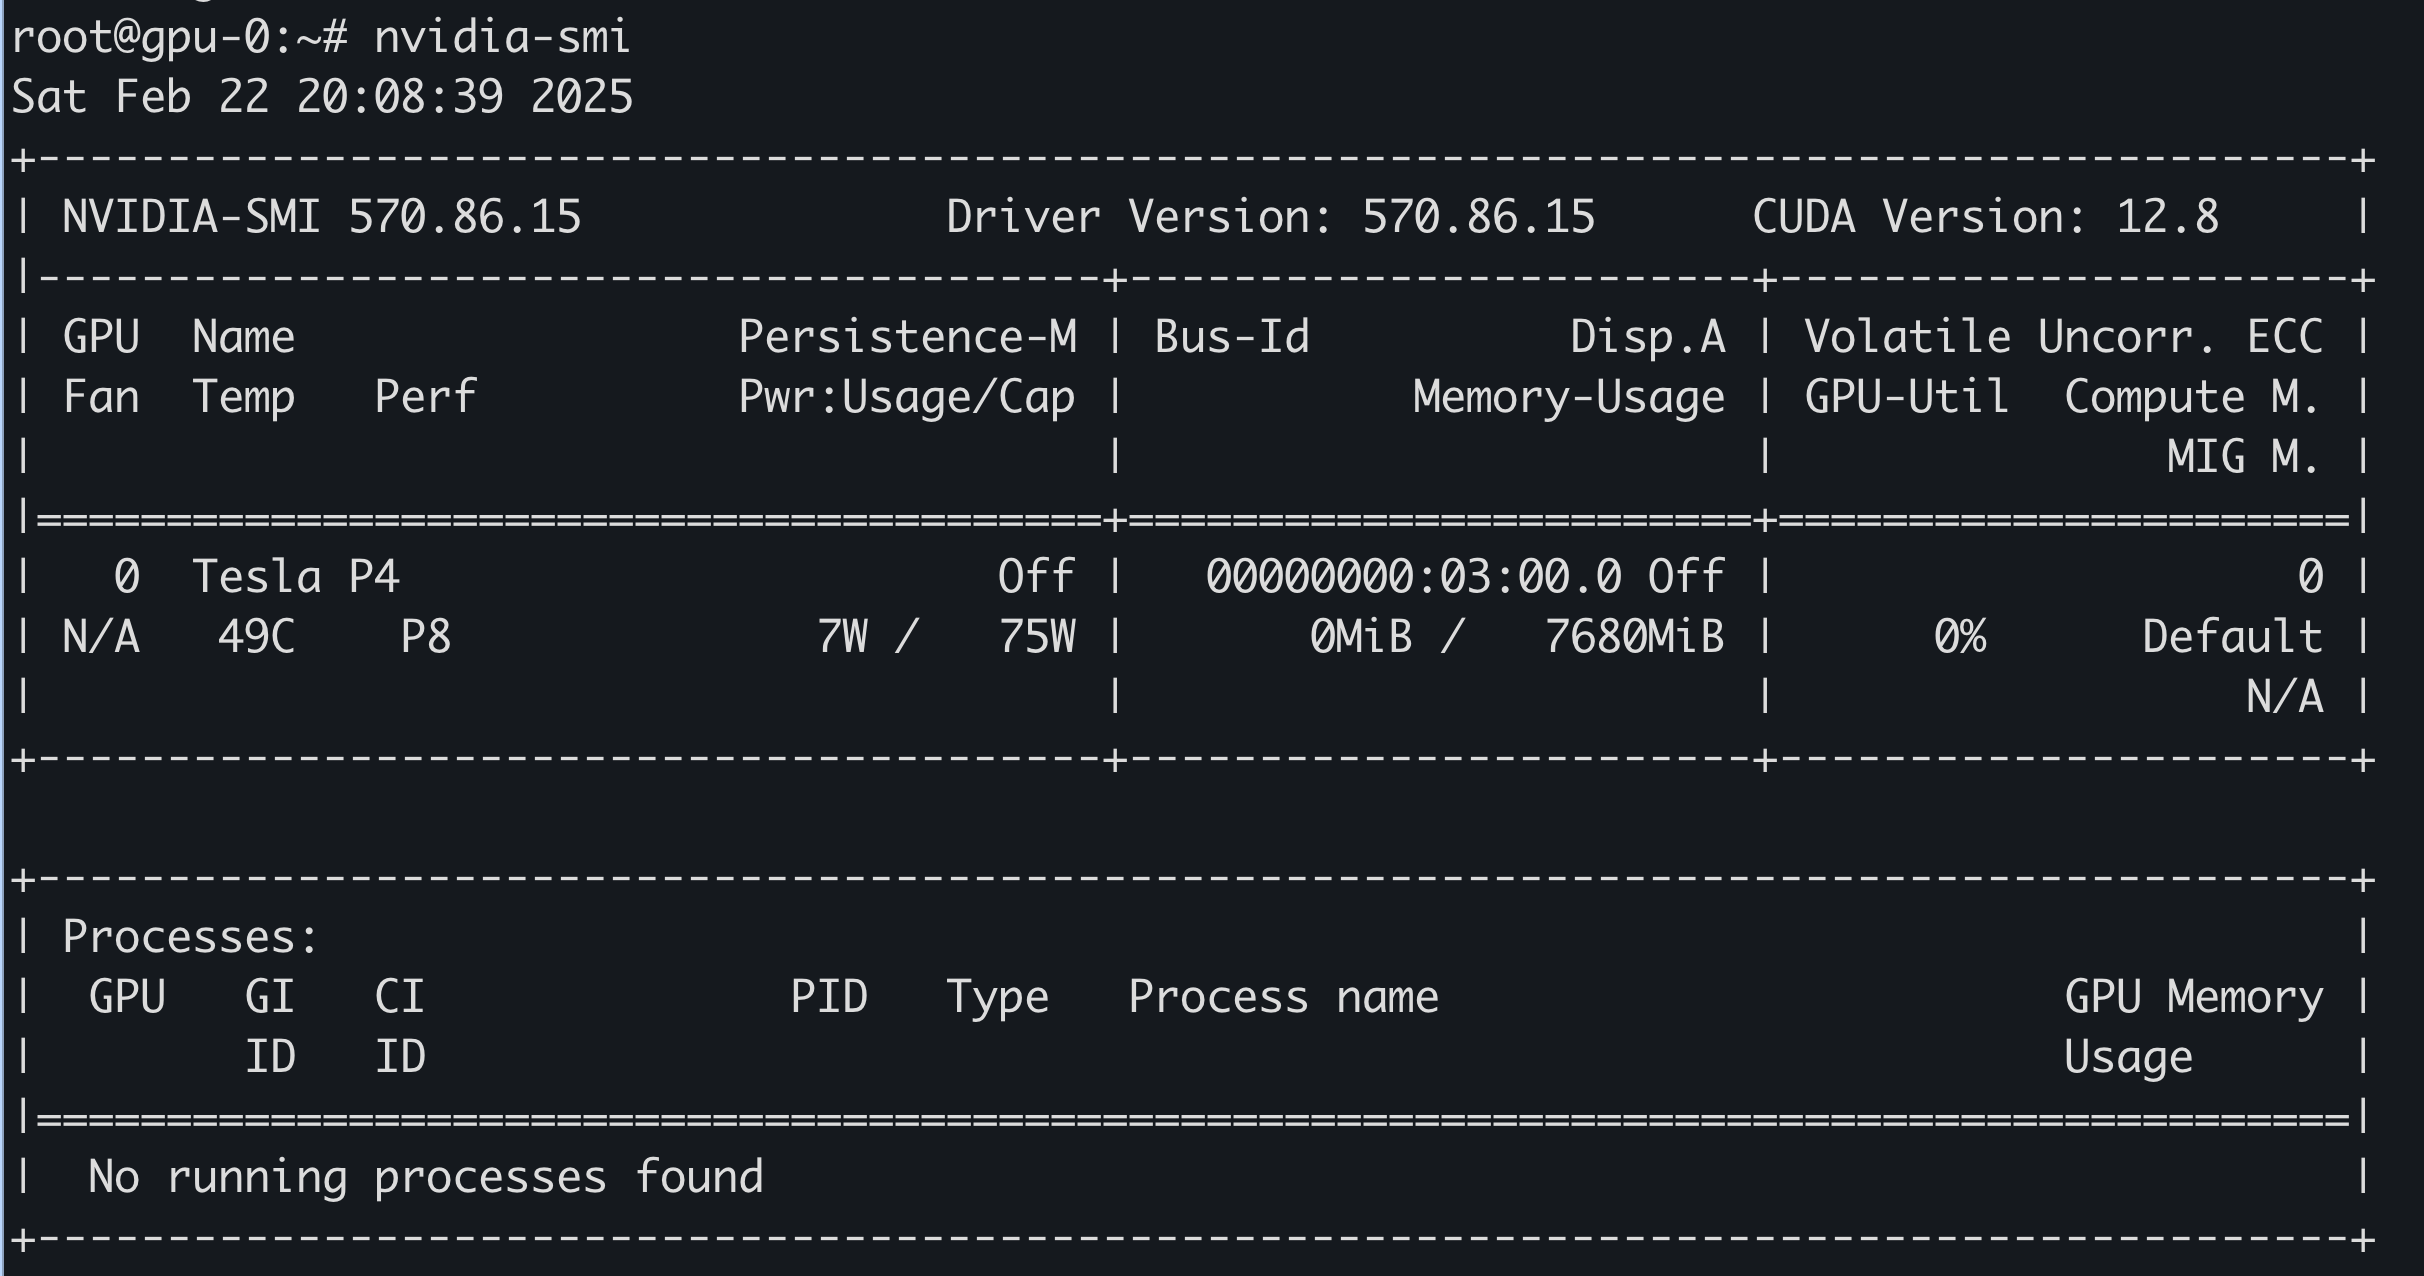 root@gpu-0:~# nvidia-smi
Sat Feb 22 20:08:39 2025
+-----------------------------------------------------------------------------------------+
| NVIDIA-SMI 570.86.15              Driver Version: 570.86.15      CUDA Version: 12.8     |
|-----------------------------------------+------------------------+----------------------+
| GPU  Name                 Persistence-M | Bus-Id          Disp.A | Volatile Uncorr. ECC |
| Fan  Temp   Perf          Pwr:Usage/Cap |           Memory-Usage | GPU-Util  Compute M. |
|                                         |                        |               MIG M. |
|=========================================+========================+======================|
|   0  Tesla P4                       Off |   00000000:03:00.0 Off |                    0 |
| N/A   49C    P8              7W /   75W |       0MiB /   7680MiB |      0%      Default |
|                                         |                        |                  N/A |
+-----------------------------------------+------------------------+----------------------+

+-----------------------------------------------------------------------------------------+
| Processes:                                                                              |
|  GPU   GI   CI              PID   Type   Process name                        GPU Memory |
|        ID   ID                                                               Usage      |
|=========================================================================================|
|  No running processes found                                                             |
+-----------------------------------------------------------------------------------------+